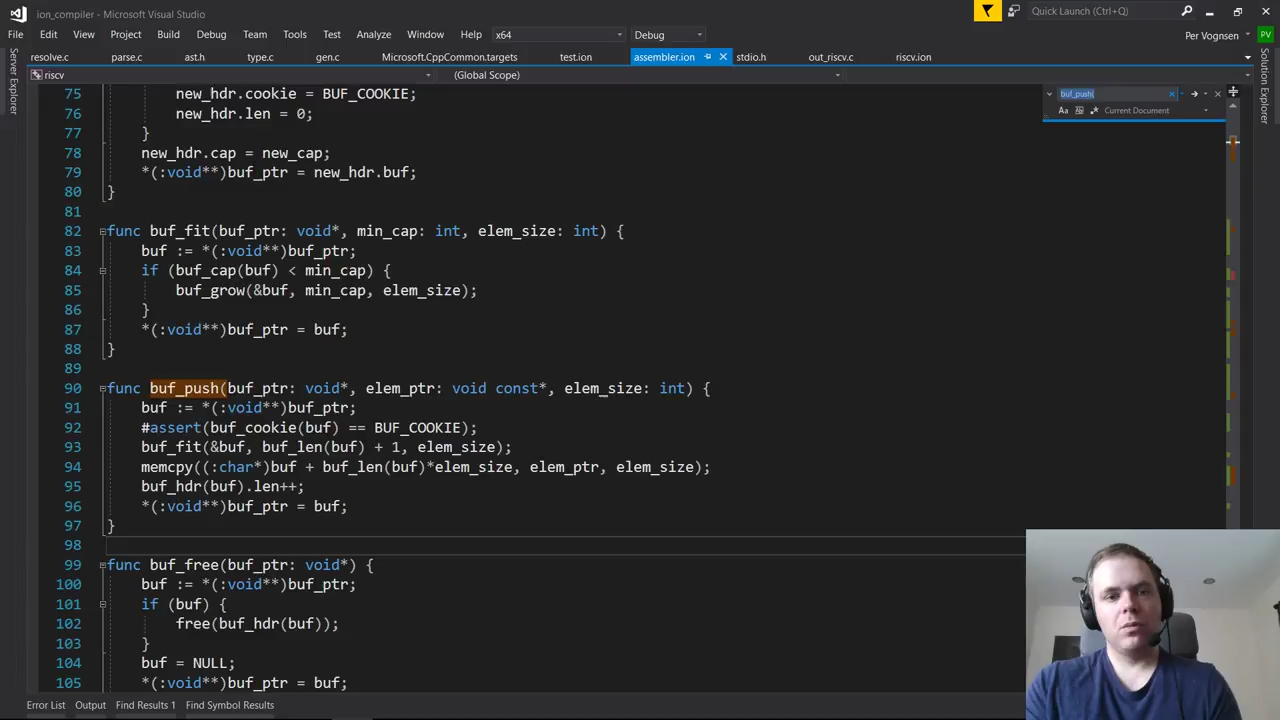 ion_compiler - Microsoft Visual Studio
Quick Launch (Ctrl+Q)
File Edit View Project Build Debug Team Tools Test Analyze Window Help x64 Debug
Per Vognsen PV
resolve.c parse.c ast.h type.c gen.c Microsoft.CppCommon.targets test.ion assembler.ion stdio.h out_riscv.c riscv.ion
riscv (Global Scope)
Server Explorer
Solution Explorer
buf_push(
Aa Current Document
75 new_hdr.cookie = BUF_COOKIE;
76 new_hdr.len = 0;
77 }
78 new_hdr.cap = new_cap;
79 *(:void**)buf_ptr = new_hdr.buf;
80 }
81
82 func buf_fit(buf_ptr: void*, min_cap: int, elem_size: int) {
83 buf := *(:void**)buf_ptr;
84 if (buf_cap(buf) < min_cap) {
85 buf_grow(&buf, min_cap, elem_size);
86 }
87 *(:void**)buf_ptr = buf;
88 }
89
90 func buf_push(buf_ptr: void*, elem_ptr: void const*, elem_size: int) {
91 buf := *(:void**)buf_ptr;
92 #assert(buf_cookie(buf) == BUF_COOKIE);
93 buf_fit(&buf, buf_len(buf) + 1, elem_size);
94 memcpy((:char*)buf + buf_len(buf)*elem_size, elem_ptr, elem_size);
95 buf_hdr(buf).len++;
96 *(:void**)buf_ptr = buf;
97 }
98
99 func buf_free(buf_ptr: void*) {
100 buf := *(:void**)buf_ptr;
101 if (buf) {
102 free(buf_hdr(buf));
103 }
104 buf = NULL;
105 *(:void**)buf_ptr = buf;
Error List Output Find Results 1 Find Symbol Results